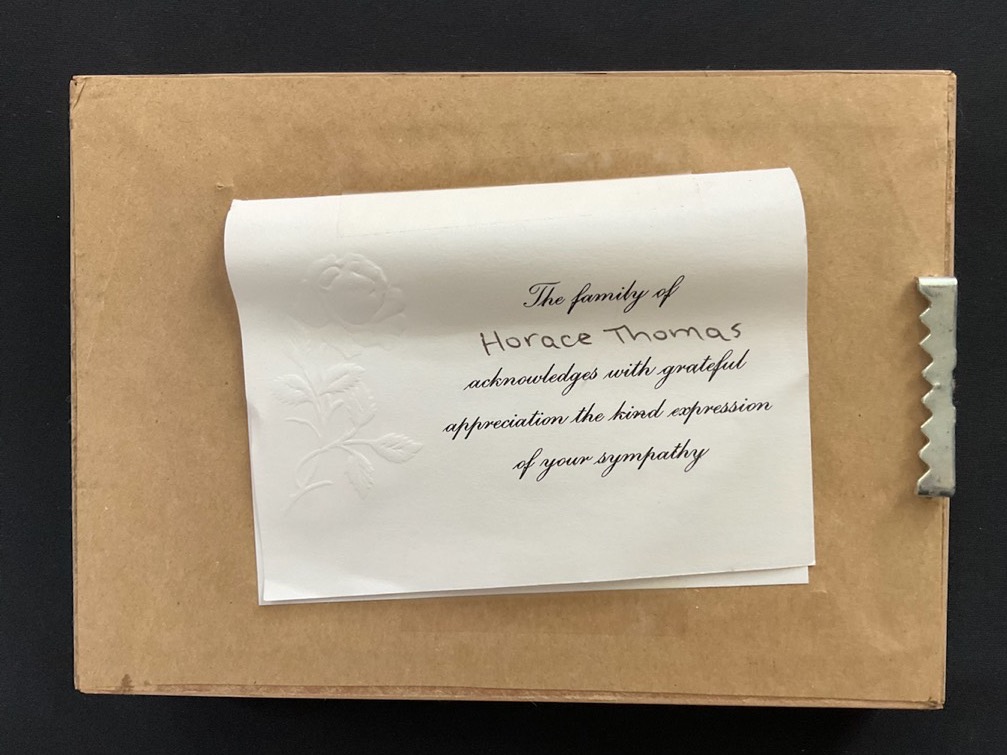 The family of
Horace Thomas
acknowledges with grateful
appreciation the kind expression
of your sympathy